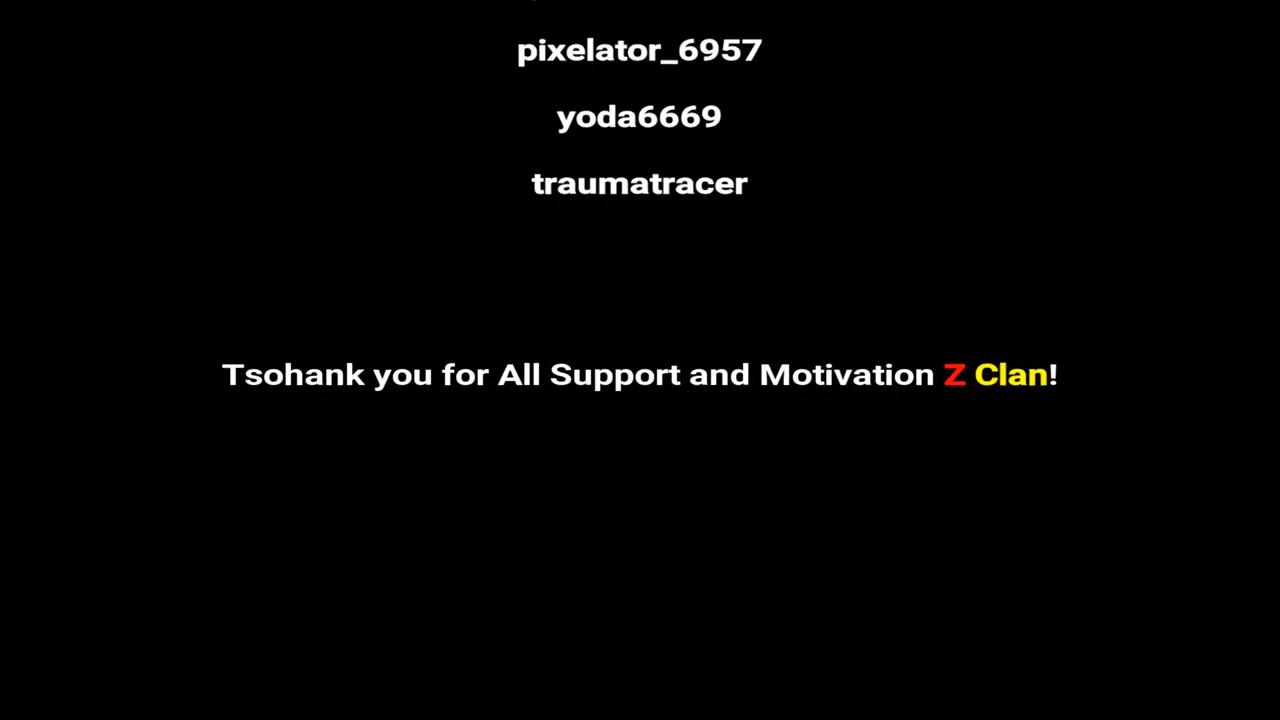 pixelator_6957
yoda6669
traumatracer
Tsohank you for All Support and Motivation Z Clan!